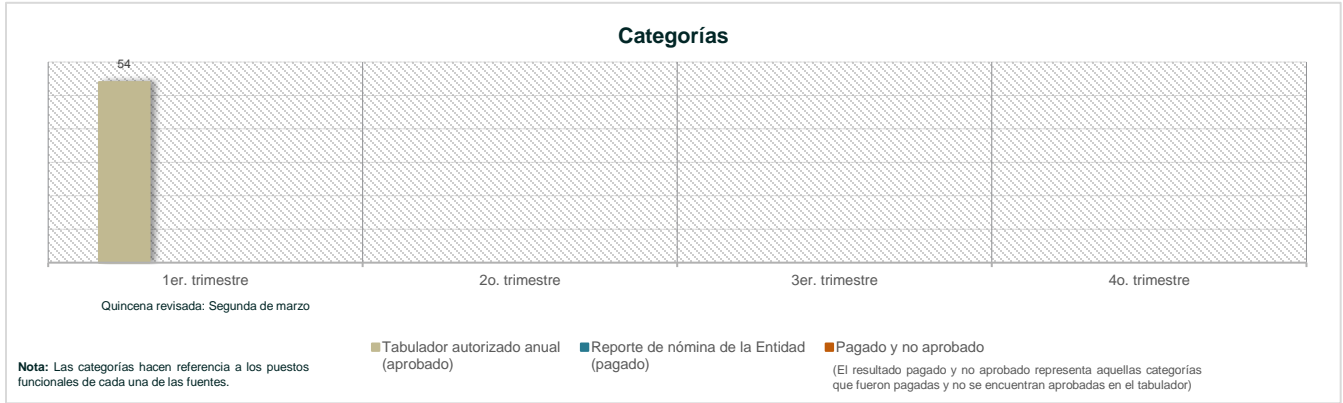 Categorías
54
1er. trimestre
2o. trimestre
3er. trimestre
4o. trimestre
Quincena revisada: Segunda de marzo
Tabulador autorizado anual
(aprobado)
Reporte de nómina de la Entidad
(pagado)
Pagado y no aprobado
(El resultado pagado y no aprobado representa aquellas categorías
que fueron pagadas y no se encuentran aprobadas en el tabulador)
Nota: Las categorías hacen referencia a los puestos
funcionales de cada una de las fuentes.